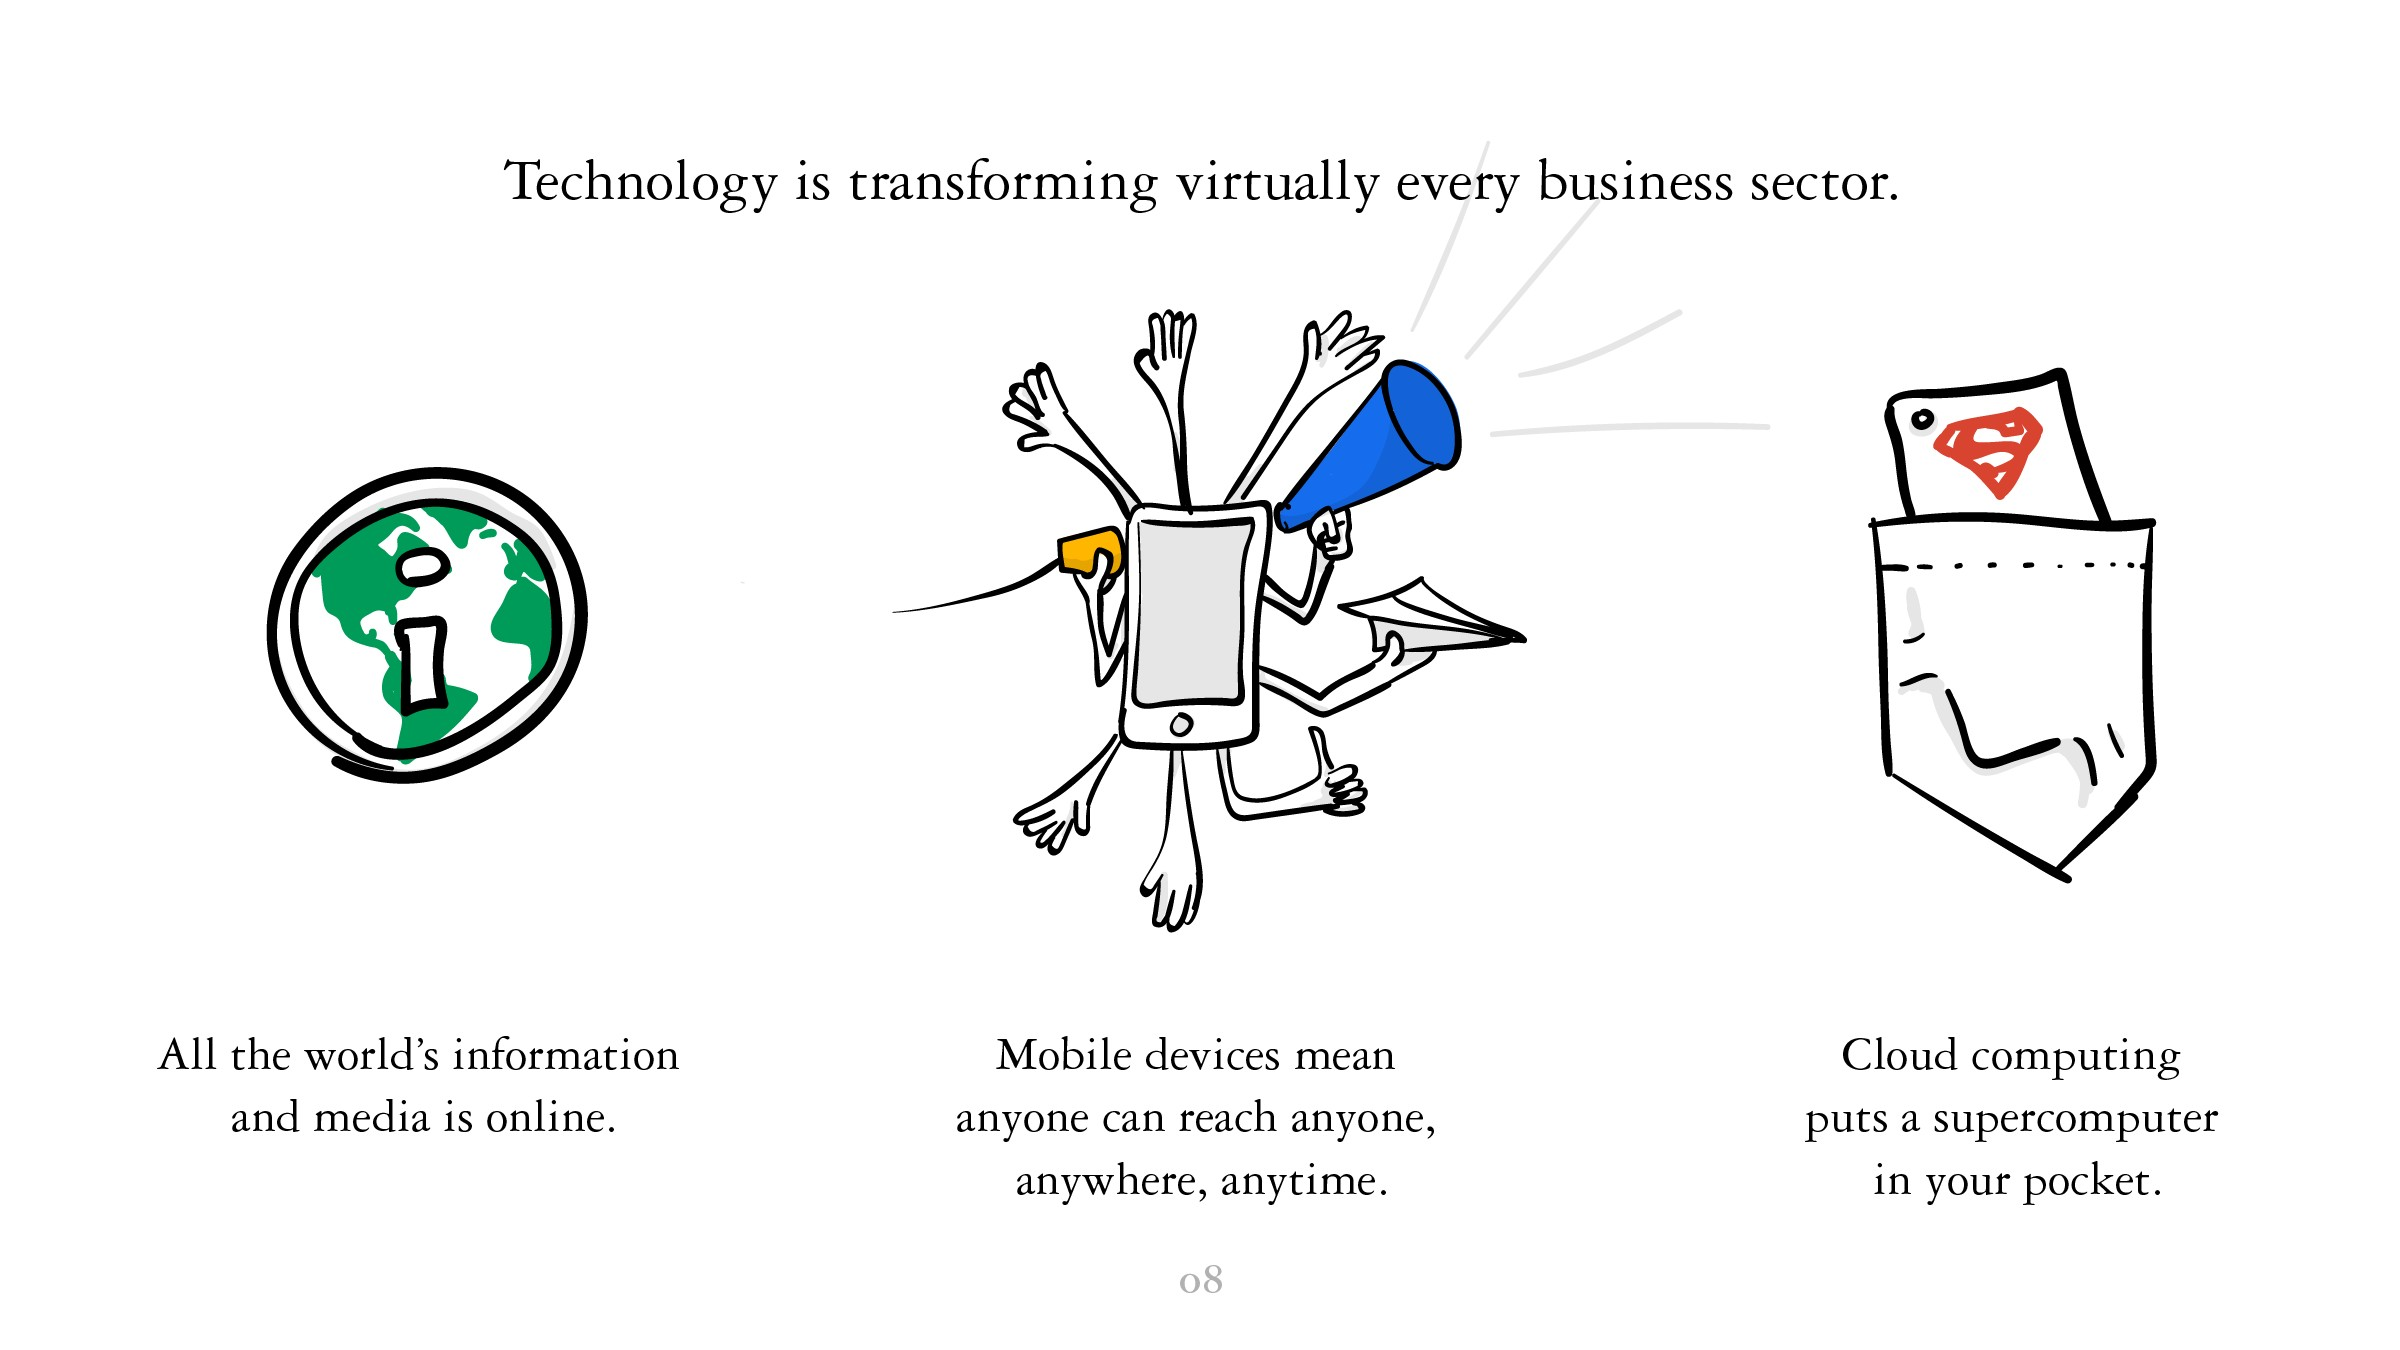 Technology is transforming virtually every business sector.
i
S
All the world’s information
and media is online.
Mobile devices mean
anyone can reach anyone,
anywhere, anytime.
Cloud computing
puts a supercomputer
in your pocket.
08